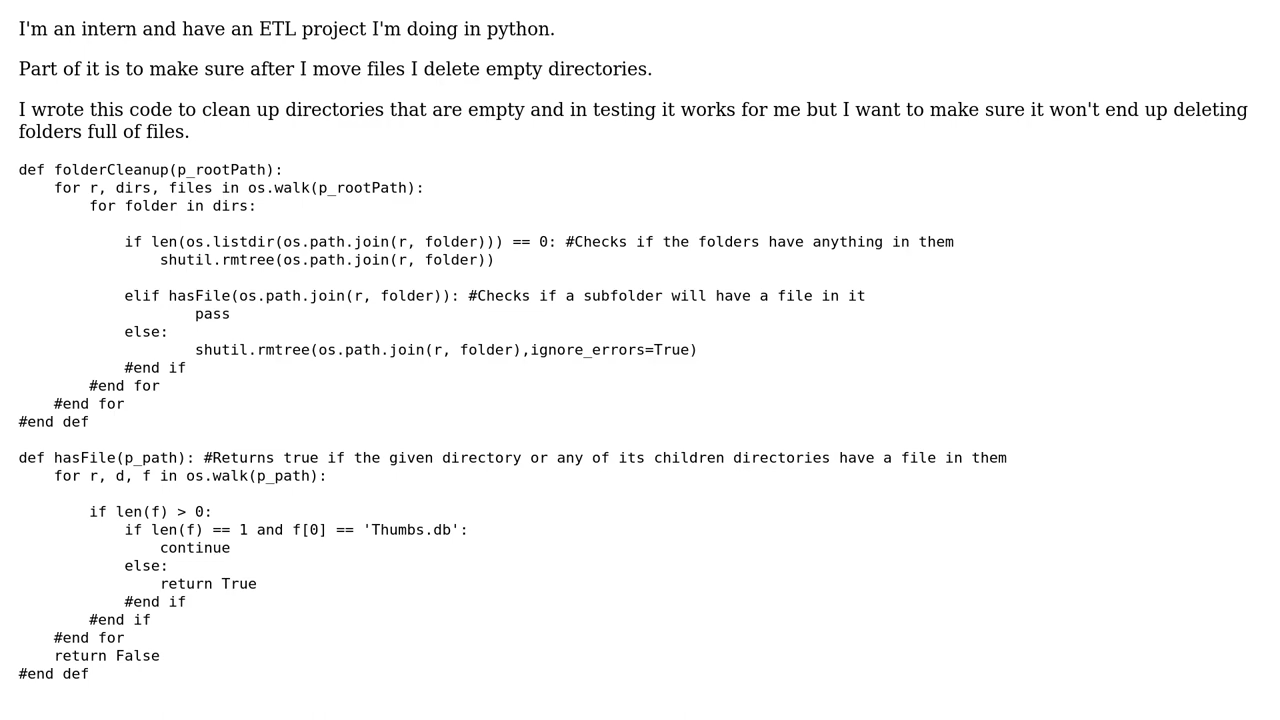 I'm an intern and have an ETL project I'm doing in python.
Part of it is to make sure after I move files I delete empty directories.
I wrote this code to clean up directories that are empty and in testing it works for me but I want to make sure it won't end up deleting
folders full of files.
def folderCleanup(p_rootPath):
    for r, dirs, files in os.walk(p_rootPath):
        for folder in dirs:
            if len(os.listdir(os.path.join(r, folder))) == 0: #Checks if the folders have anything in them
                shutil.rmtree(os.path.join(r, folder))
            elif hasFile(os.path.join(r, folder)): #Checks if a subfolder will have a file in it
                    pass
            else:
                    shutil.rmtree(os.path.join(r, folder),ignore_errors=True)
            #end if
        #end for
    #end for
#end def
def hasFile(p_path): #Returns true if the given directory or any of its children directories have a file in them
    for r, d, f in os.walk(p_path):
        if len(f) > 0:
            if len(f) == 1 and f[0] == 'Thumbs.db':
                continue
            else:
                return True
            #end if
        #end if
    #end for
    return False
#end def